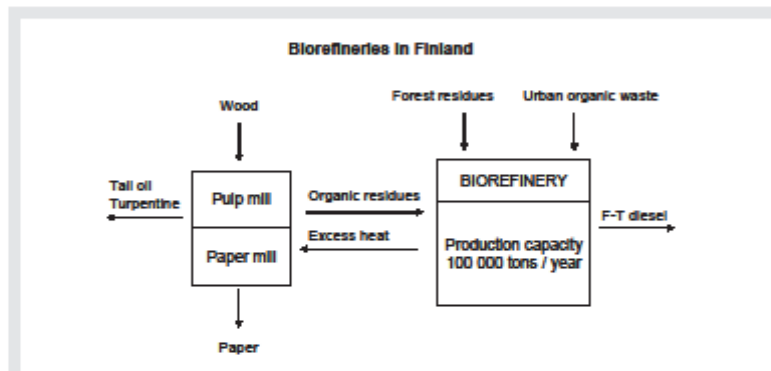 Biorefineries in Finland
Forest residues
Urban organic waste
Wood
Tall oil
Turpentine
Pulp mill
Organic residues
BIOREFINERY
F-T diesel
Paper mill
Excess heat
Production capacity
100 000 tons / year
Paper